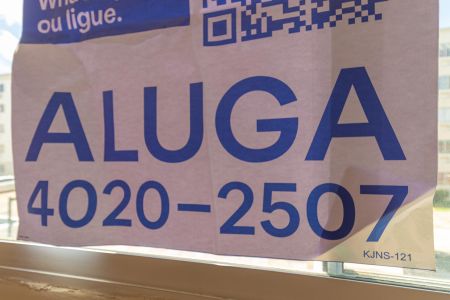 ou ligue.
ALUGA
4020-2507
KJNS-121